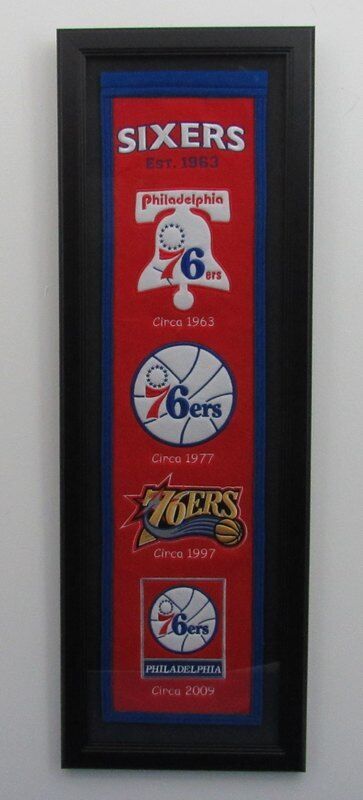 SIXERS
EST. 1963
Philadelphia
76ers
Circa 1963
76ers
Circa 1977
76ERS
Circa 1997
76ers
PHILADELPHIA
Circa 2009